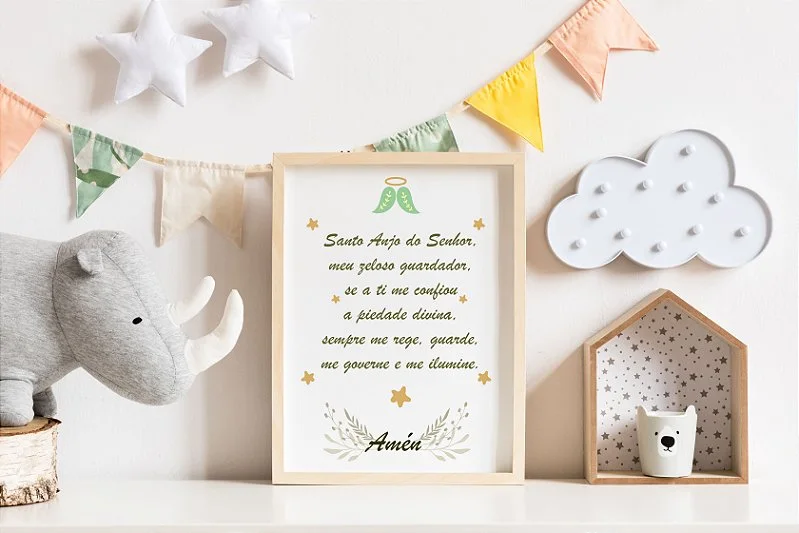 Santo Anjo do Senhor,
meu zeloso guardador,
se a ti me confiou
a piedade divina,
sempre me rege, guarde,
me governe e me ilumine.
Amén